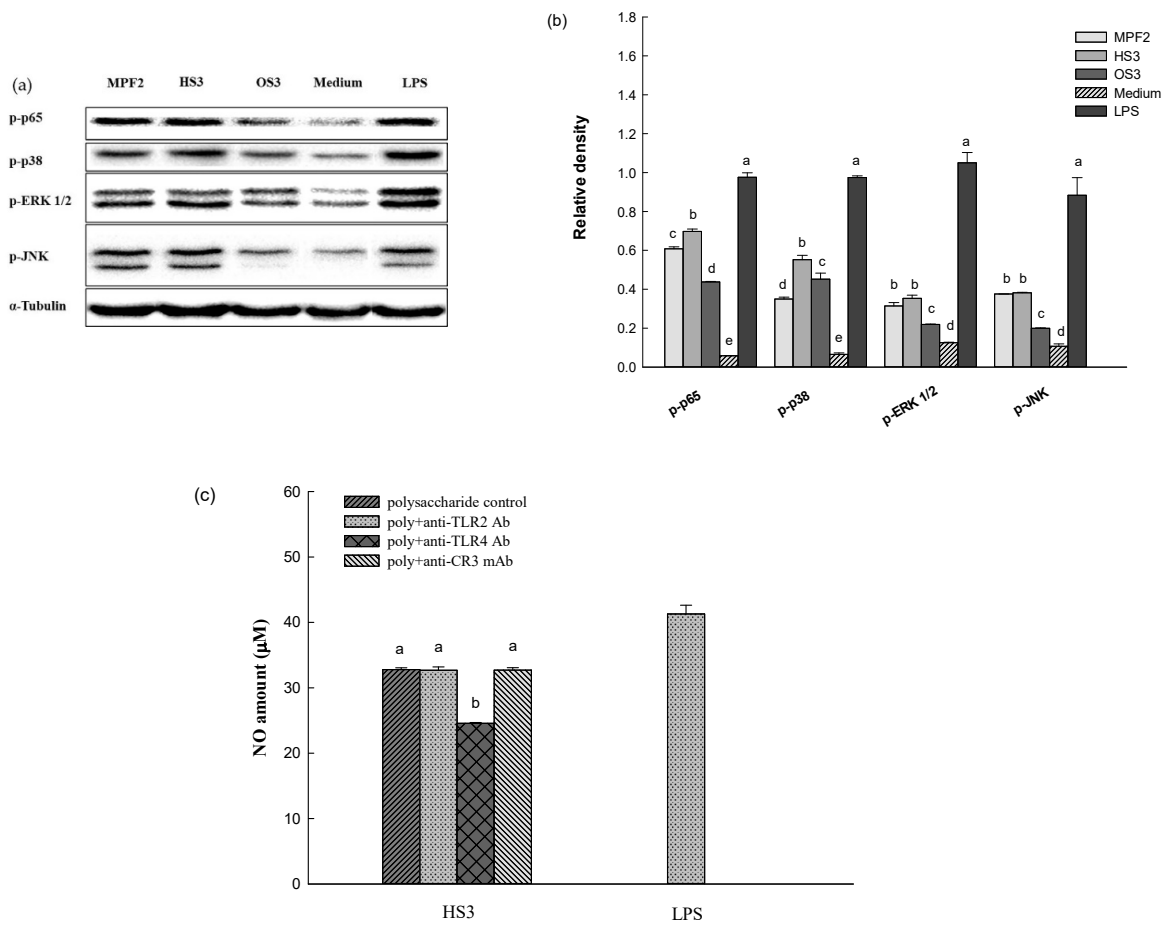 (a)
MPF2 HS3 OS3 Medium LPS
p-p65
p-p38
p-ERK 1/2
p-JNK
α-Tubulin
(b)
Relative density
1.8
1.6
1.4
1.2
1.0
0.8
0.6
0.4
0.2
0.0
MPF2
HS3
OS3
Medium
LPS
c b d e a
d b c e a
b b c d a
b b c d a
p-p65 p-p38 p-ERK 1/2 p-JNK
(c)
NO amount (µM)
60
50
40
30
20
10
0
polysaccharide control
poly+anti-TLR2 Ab
poly+anti-TLR4 Ab
poly+anti-CR3 mAb
a a b a
HS3 LPS